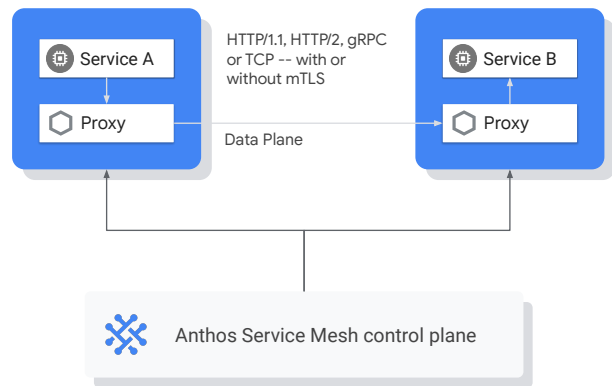 Service A
Proxy
HTTP/1.1, HTTP/2, gRPC
or TCP -- with or
without mTLS
Data Plane
Service B
Proxy
Anthos Service Mesh control plane